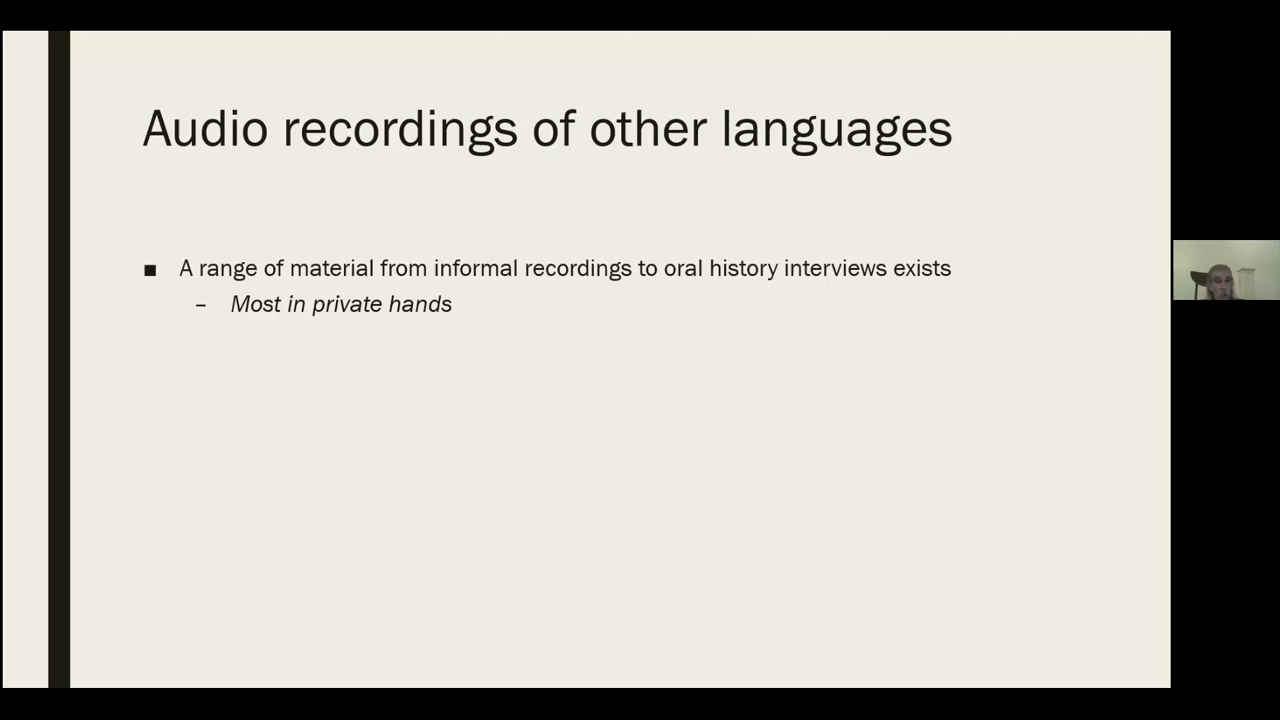 Audio recordings of other languages
■ A range of material from informal recordings to oral history interviews exists
– Most in private hands